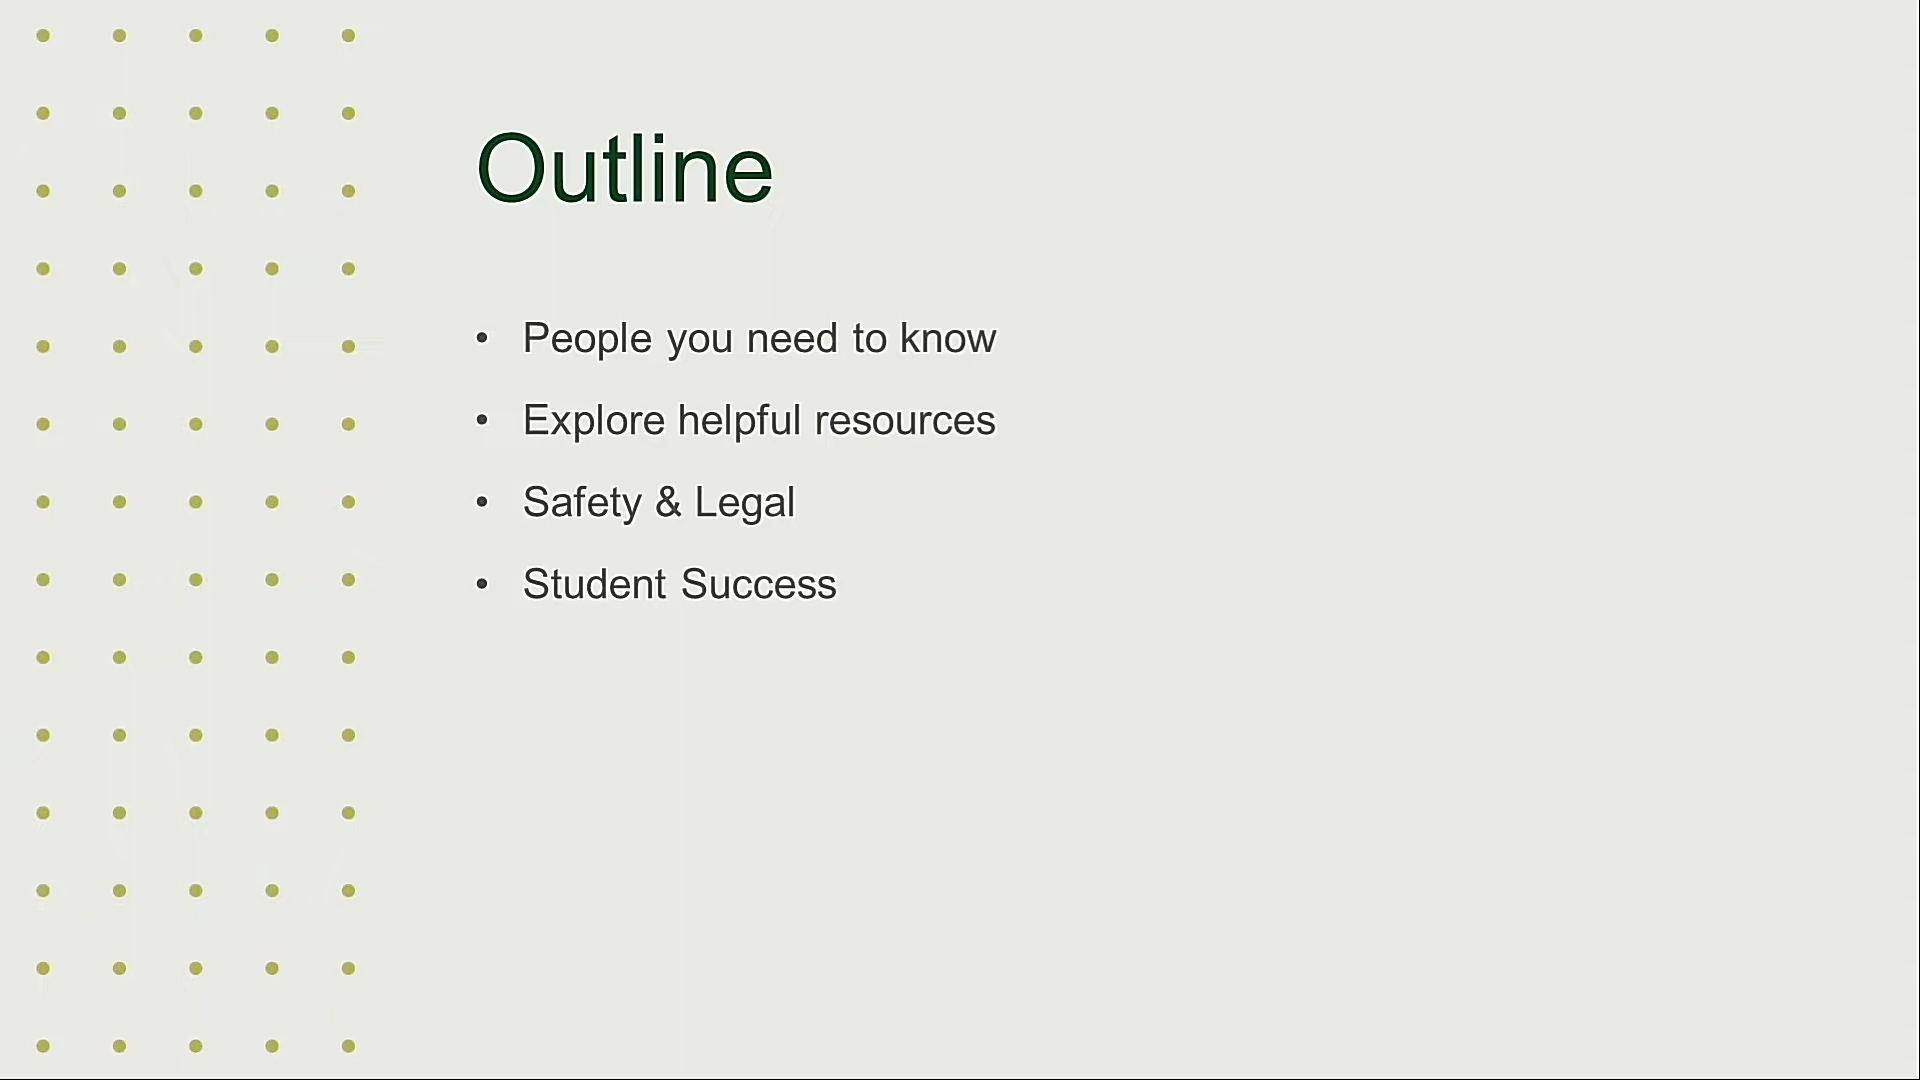 Outline
• People you need to know
• Explore helpful resources
• Safety & Legal
• Student Success